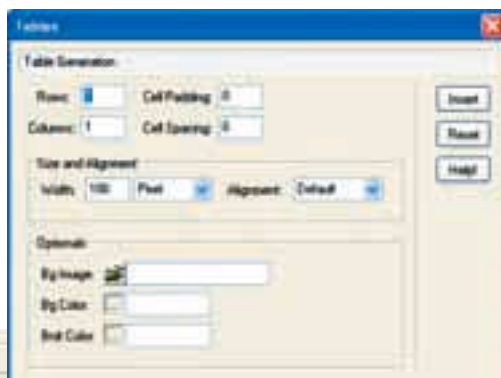 Tables
Table Generation
Rows: Cell Padding: 0
Columns: 1 Cell Spacing: 0
Insert
Reset
Help!
Size and Alignment
Width: 100 Pixel Alignment: Default
Optionals
Bg Image:
Bg Color:
Brdr Color: